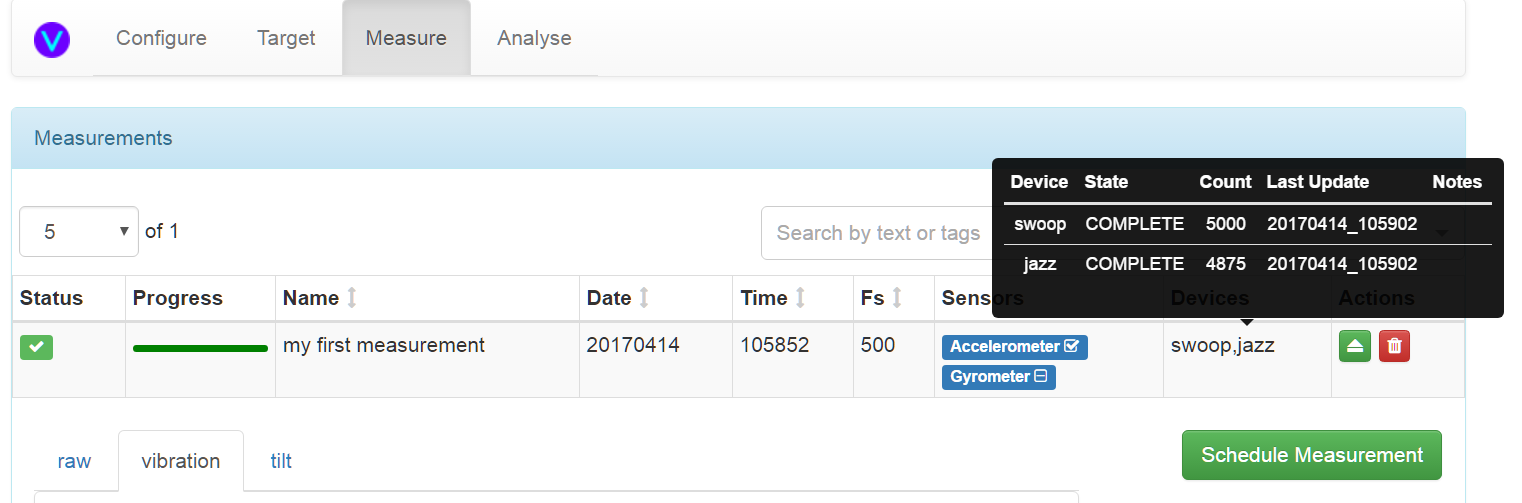 V Configure Target Measure Analyse
Measurements
Device State Count Last Update Notes
swoop COMPLETE 5000 20170414_105902
jazz COMPLETE 4875 20170414_105902
5 of 1
Search by text or tags
Status Progress Name Date Time Fs Sensors Devices Actions
my first measurement 20170414 105852 500 Accelerometer swoop,jazz
Gyrometer
raw vibration tilt Schedule Measurement